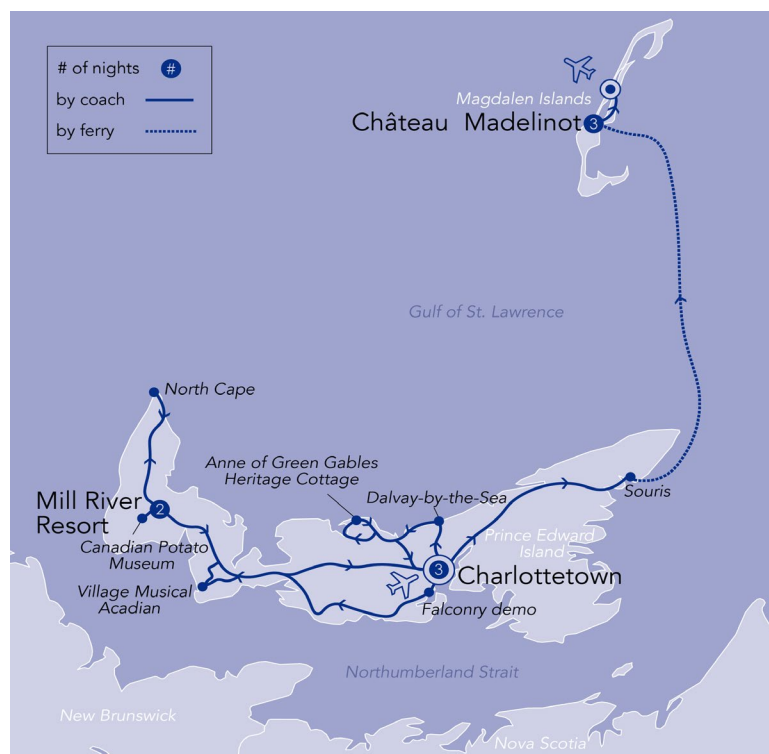 # of nights #
by coach
by ferry
Magdalen Islands
Château Madelinot 3
Gulf of St. Lawrence
North Cape
Anne of Green Gables
Heritage Cottage
Dalvay-by-the-Sea
Souris
Mill River
Resort
2
Canadian Potato
Museum
Prince Edward
Island
Village Musical
Acadian
3
Charlottetown
Falconry demo
Northumberland Strait
New Brunswick
Nova Scotia